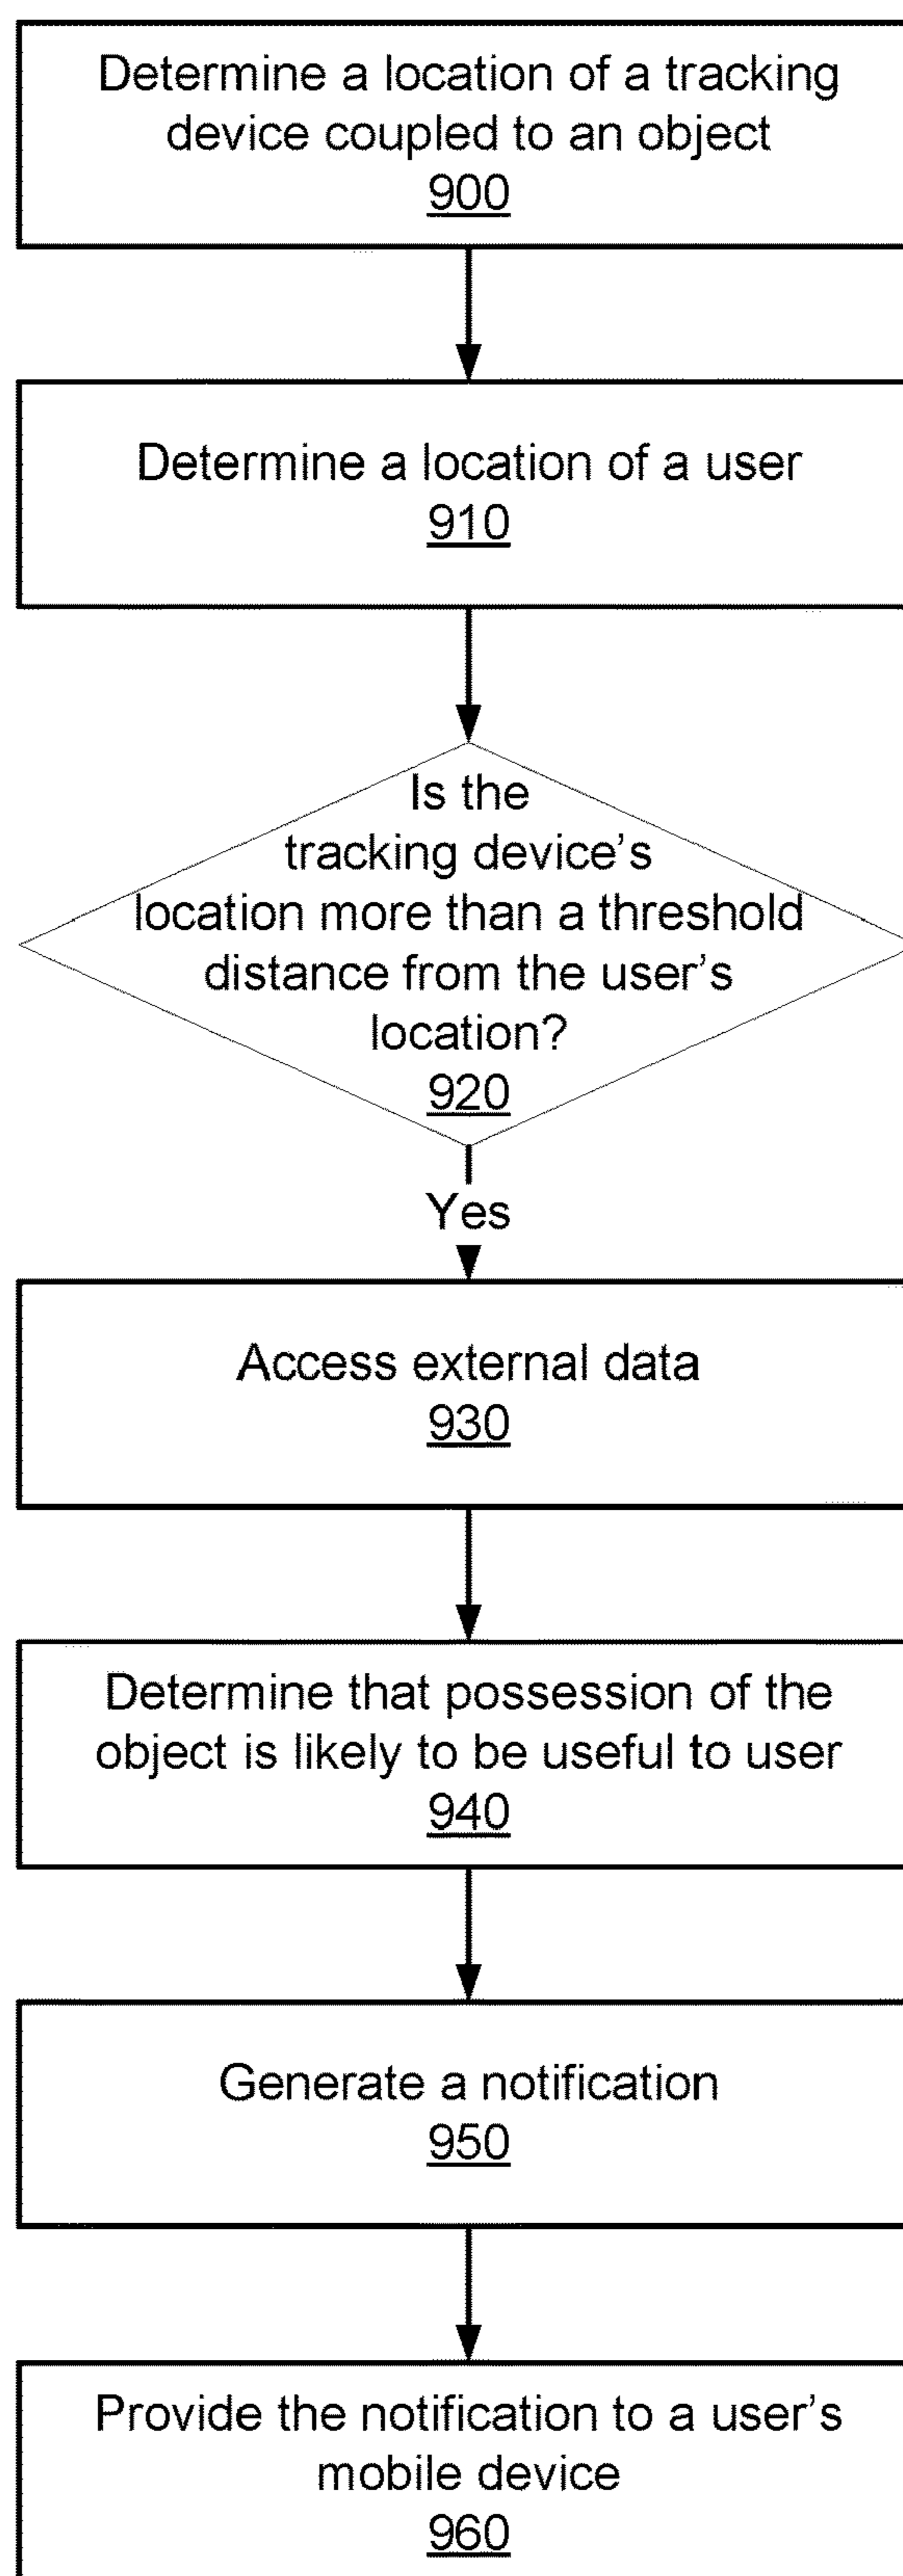 Determine a location of a tracking
device coupled to an object
900
Determine a location of a user
910
Is the
tracking device's
location more than a threshold
distance from the user's
location?
920
Yes
Access external data
930
Determine that possession of the
object is likely to be useful to user
940
Generate a notification
950
Provide the notification to a user's
mobile device
960